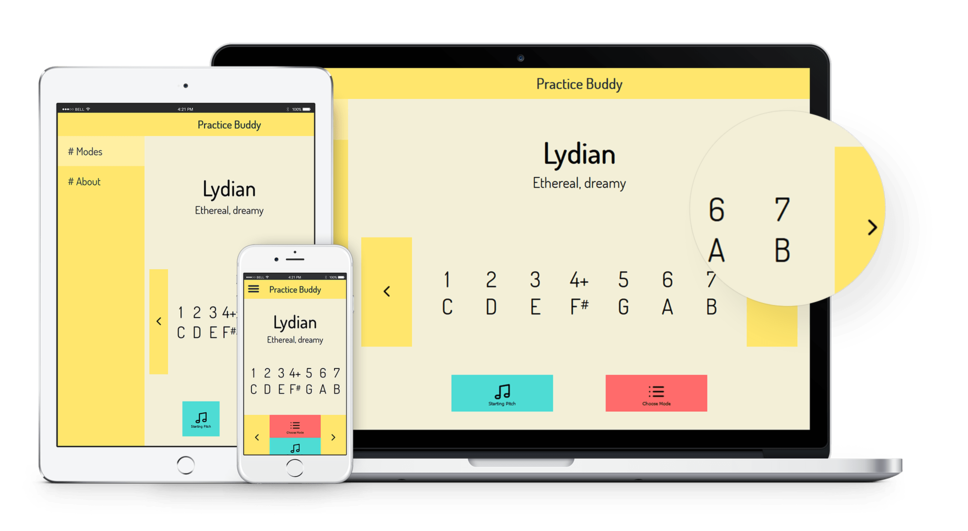 ●●●○○ BELL 4:21 PM 100%
Practice Buddy
# Modes
# About
Lydian
Ethereal, dreamy
1 2 3 4+
C D E F#
Starting Pitch
●●●○○ BELL 4:21 PM 100%
Practice Buddy
Lydian
Ethereal, dreamy
1 2 3 4+ 5 6 7
C D E F# G A B
Choose Mode
Practice Buddy
Lydian
Ethereal, dreamy
1 2 3 4+ 5 6 7
C D E F# G A B
Starting Pitch
Choose Mode
6 7
A B